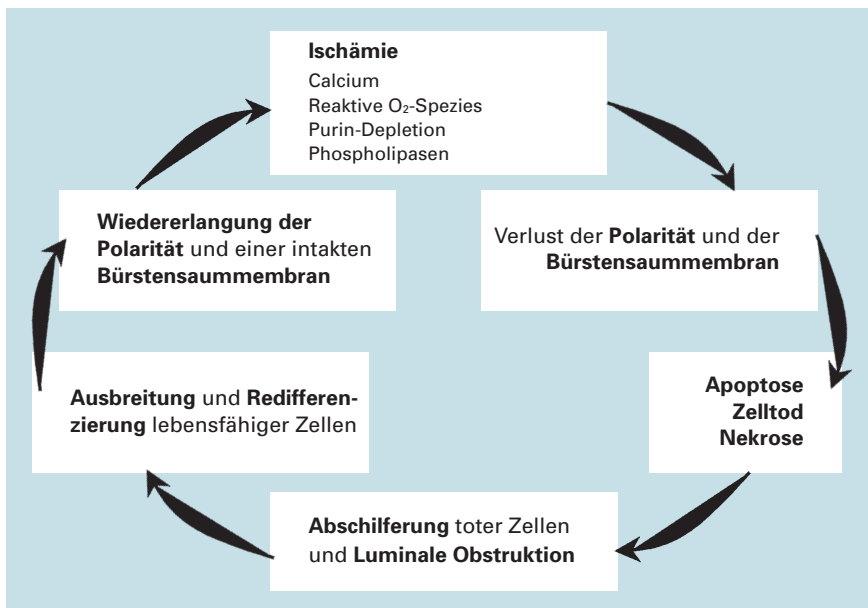 Ischämie
Calcium
Reaktive O₂-Spezies
Purin-Depletion
Phospholipasen
Verlust der Polarität und der
Bürstensaummembran
Apoptose
Zelltod
Nekrose
Abschilferung toter Zellen
und Luminale Obstruktion
Ausbreitung und Redifferen-
zierung lebensfähiger Zellen
Wiedererlangung der
Polarität und einer intakten
Bürstensaummembran